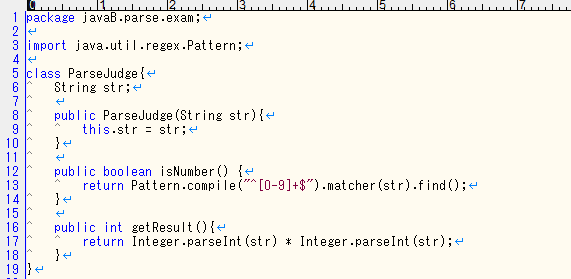 0 1 2 3 4 5 6 7
1 package javaB.parse.exam;↵
2 ↵
3 import java.util.regex.Pattern;↵
4 ↵
5 class ParseJudge{↵
6 ^   String str;↵
7 ^   ↵
8 ^   public ParseJudge(String str){↵
9 ^   ^   this.str = str;↵
10 ^   }↵
11 ^   ↵
12 ^   public boolean isNumber() {↵
13 ^   ^   return Pattern.compile("^[0-9]+$").matcher(str).find();↵
14 ^   }↵
15 ^   ↵
16 ^   public int getResult(){↵
17 ^   ^   return Integer.parseInt(str) * Integer.parseInt(str);↵
18 ^   }↵
19 }↵